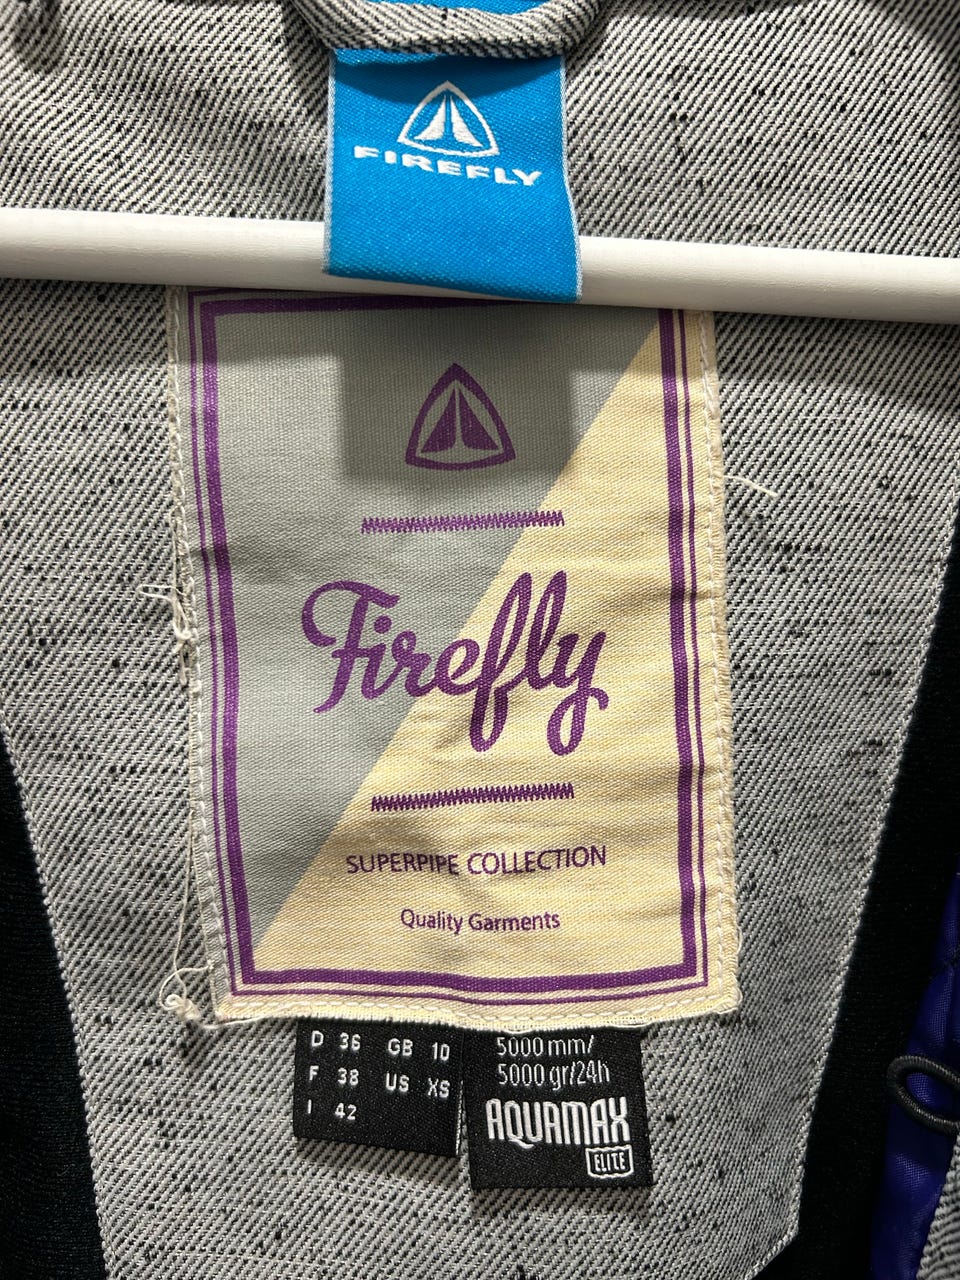 FIREFLY
Firefly
SUPERPIPE COLLECTION
Quality Garments
D 36 GB 10
F 38 US XS
I 42
5000 mm/
5000 gr/24h
AQUAMAX
ELITE